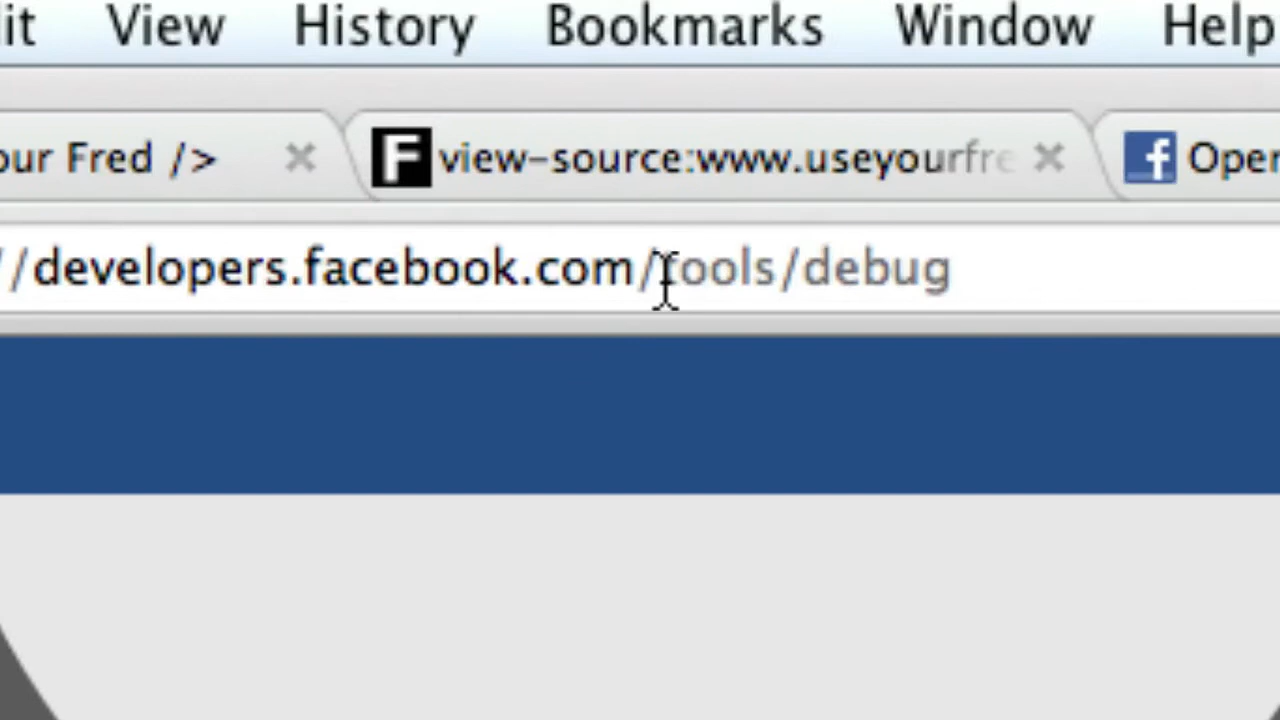 it View History Bookmarks Window Help
our Fred /> view-source:www.useyourfre Oper
//developers.facebook.com/tools/debug